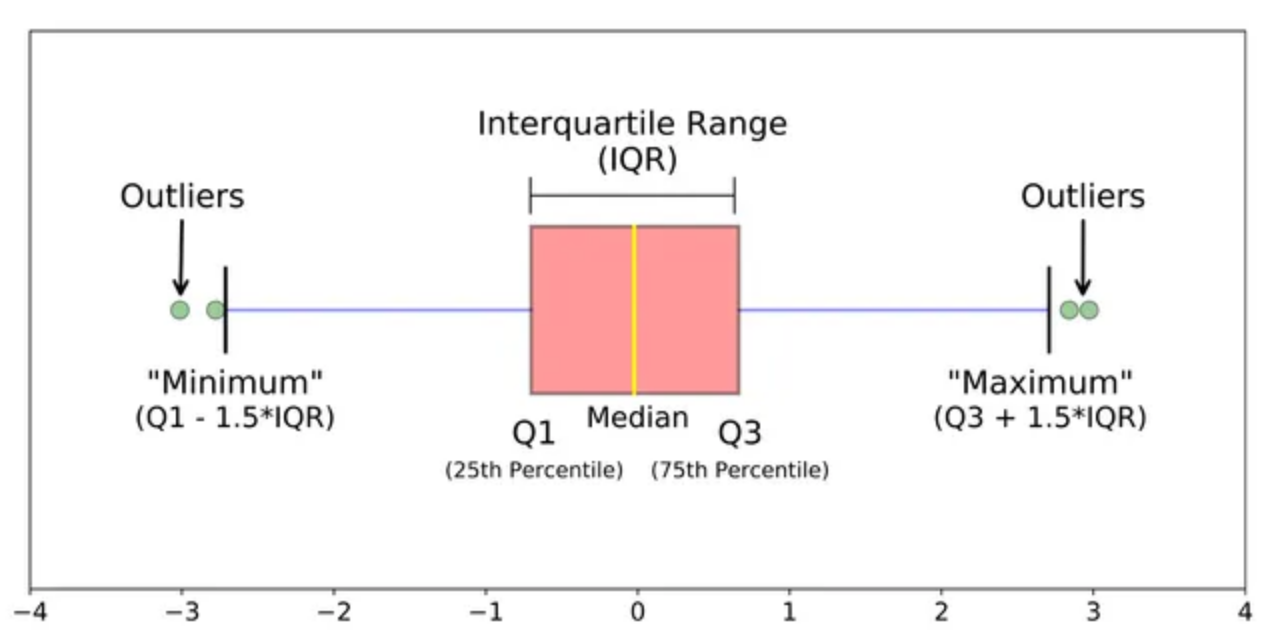 Interquartile Range
(IQR)
Outliers
Outliers
"Minimum"
(Q1 - 1.5*IQR)
"Maximum"
(Q3 + 1.5*IQR)
Median
Q1
Q3
(25th Percentile)
(75th Percentile)
−4
−3
−2
−1
0
1
2
3
4